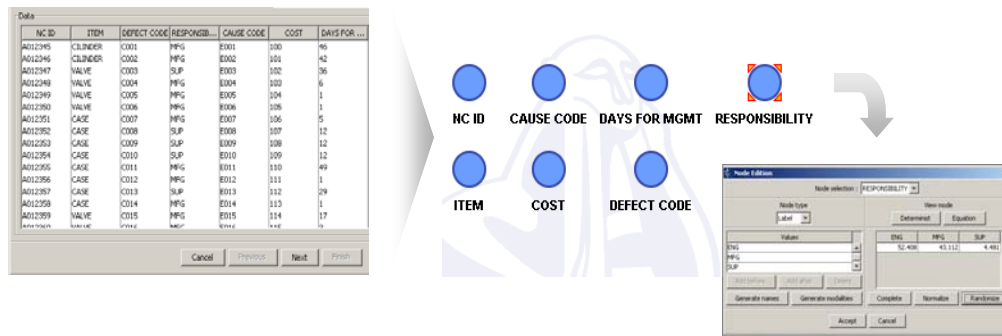 Data
NC ID ITEM DEFECT CODE RESPONSIB... CAUSE CODE COST DAYS FOR ...
A012345 CILINDER C001 MFG E001 100 46
A012346 CILINDER C002 MFG E002 101 42
A012347 VALVE C003 SUP E003 102 36
A012348 VALVE C004 MFG E004 103 6
A012349 VALVE C005 MFG E005 104 1
A012350 VALVE C006 MFG E006 105 1
A012351 CASE C007 MFG E007 106 5
A012352 CASE C008 SUP E008 107 12
A012353 CASE C009 SUP E009 108 12
A012354 CASE C010 SUP E010 109 12
A012355 CASE C011 MFG E011 110 49
A012356 CASE C012 MFG E012 111 1
A012357 CASE C013 SUP E013 112 29
A012358 CASE C014 MFG E014 113 1
A012359 VALVE C015 MFG E015 114 17
Cancel Previous Next Finish
NC ID CAUSE CODE DAYS FOR MGMT RESPONSIBILITY
ITEM COST DEFECT CODE
Node Edition
Node selection : RESPONSIBILITY
Node type View mode
Label Determinist Equation
Values ENG MFG SUP
ENG 52.408 43.112 4.481
MFG
SUP
Add before Add after Delete
Generate names Generate modalities Complete Normalize Randomize
Accept Cancel